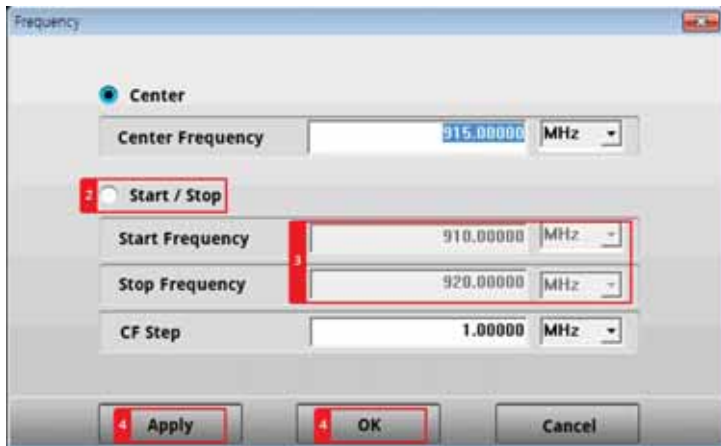 Frequency
Center
Center Frequency 915.00000 MHz
2 Start / Stop
Start Frequency 910.00000 MHz
3
Stop Frequency 920.00000 MHz
CF Step 1.00000 MHz
4 Apply 4 OK Cancel